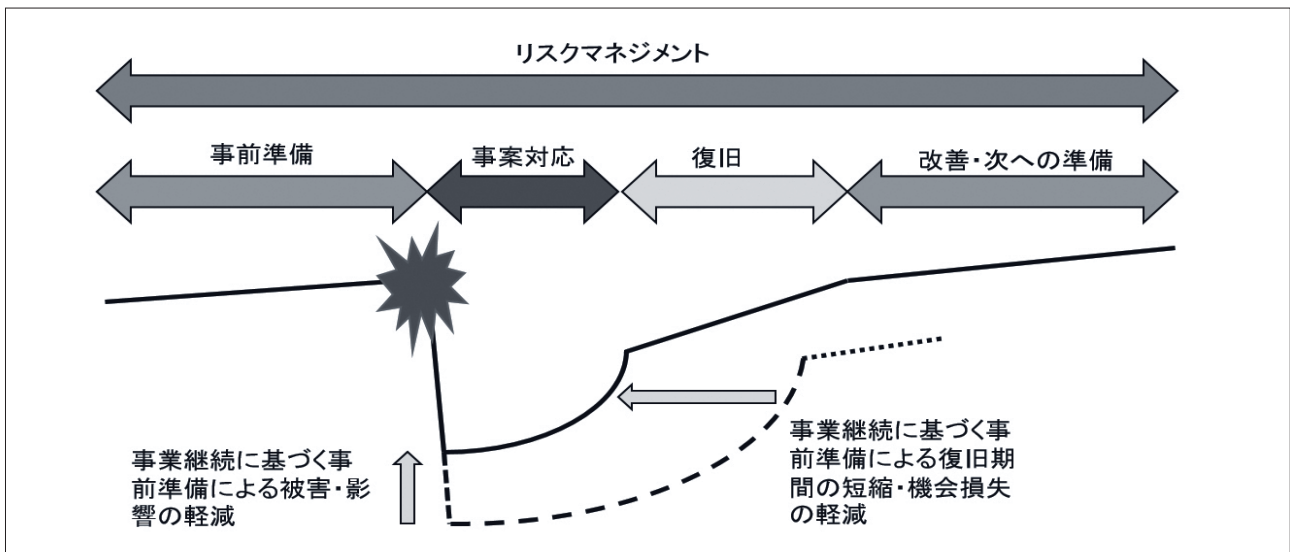 リスクマネジメント
事前準備
事案対応
復旧
改善・次への準備
事業継続に基づく事
前準備による被害・影
響の軽減
事業継続に基づく事
前準備による復旧期
間の短縮・機会損失
の軽減